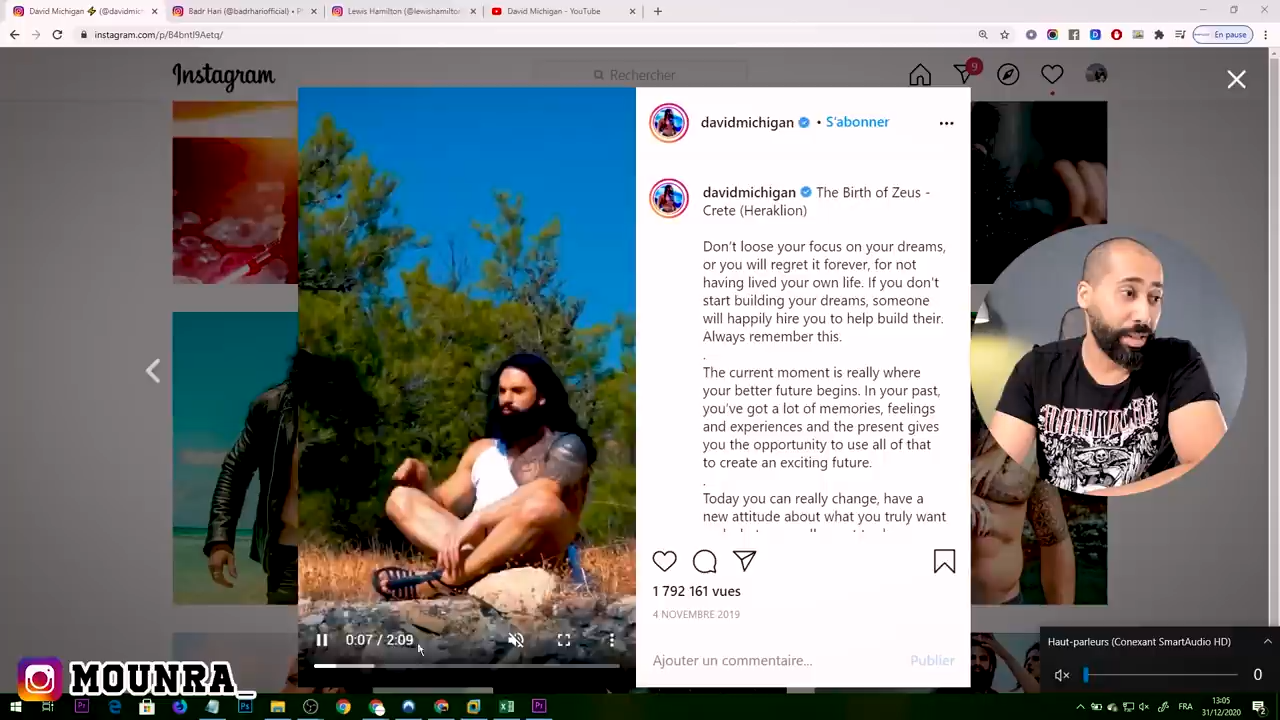 David Michigan ⚡ (@davidmic
Badr Hari (@badrhariofficial) • P
Lewis Hamilton (@lewishamilton
David Michigan - YouTube
instagram.com/p/B4bntI9Aetq/
En pause
Instagram
Rechercher
9
davidmichigan • S'abonner
davidmichigan The Birth of Zeus -
Crete (Heraklion)
Don't loose your focus on your dreams,
or you will regret it forever, for not
having lived your own life. If you don't
start building your dreams, someone
will happily hire you to help build their.
Always remember this.
.
The current moment is really where
your better future begins. In your past,
you've got a lot of memories, feelings
and experiences and the present gives
you the opportunity to use all of that
to create an exciting future.
.
Today you can really change, have a
new attitude about what you truly want
1 792 161 vues
4 NOVEMBRE 2019
Ajouter un commentaire... Publier
0:07 / 2:09
Haut-parleurs (Conexant SmartAudio HD)
0
MOUNRA_
FRA
13:05
31/12/2020